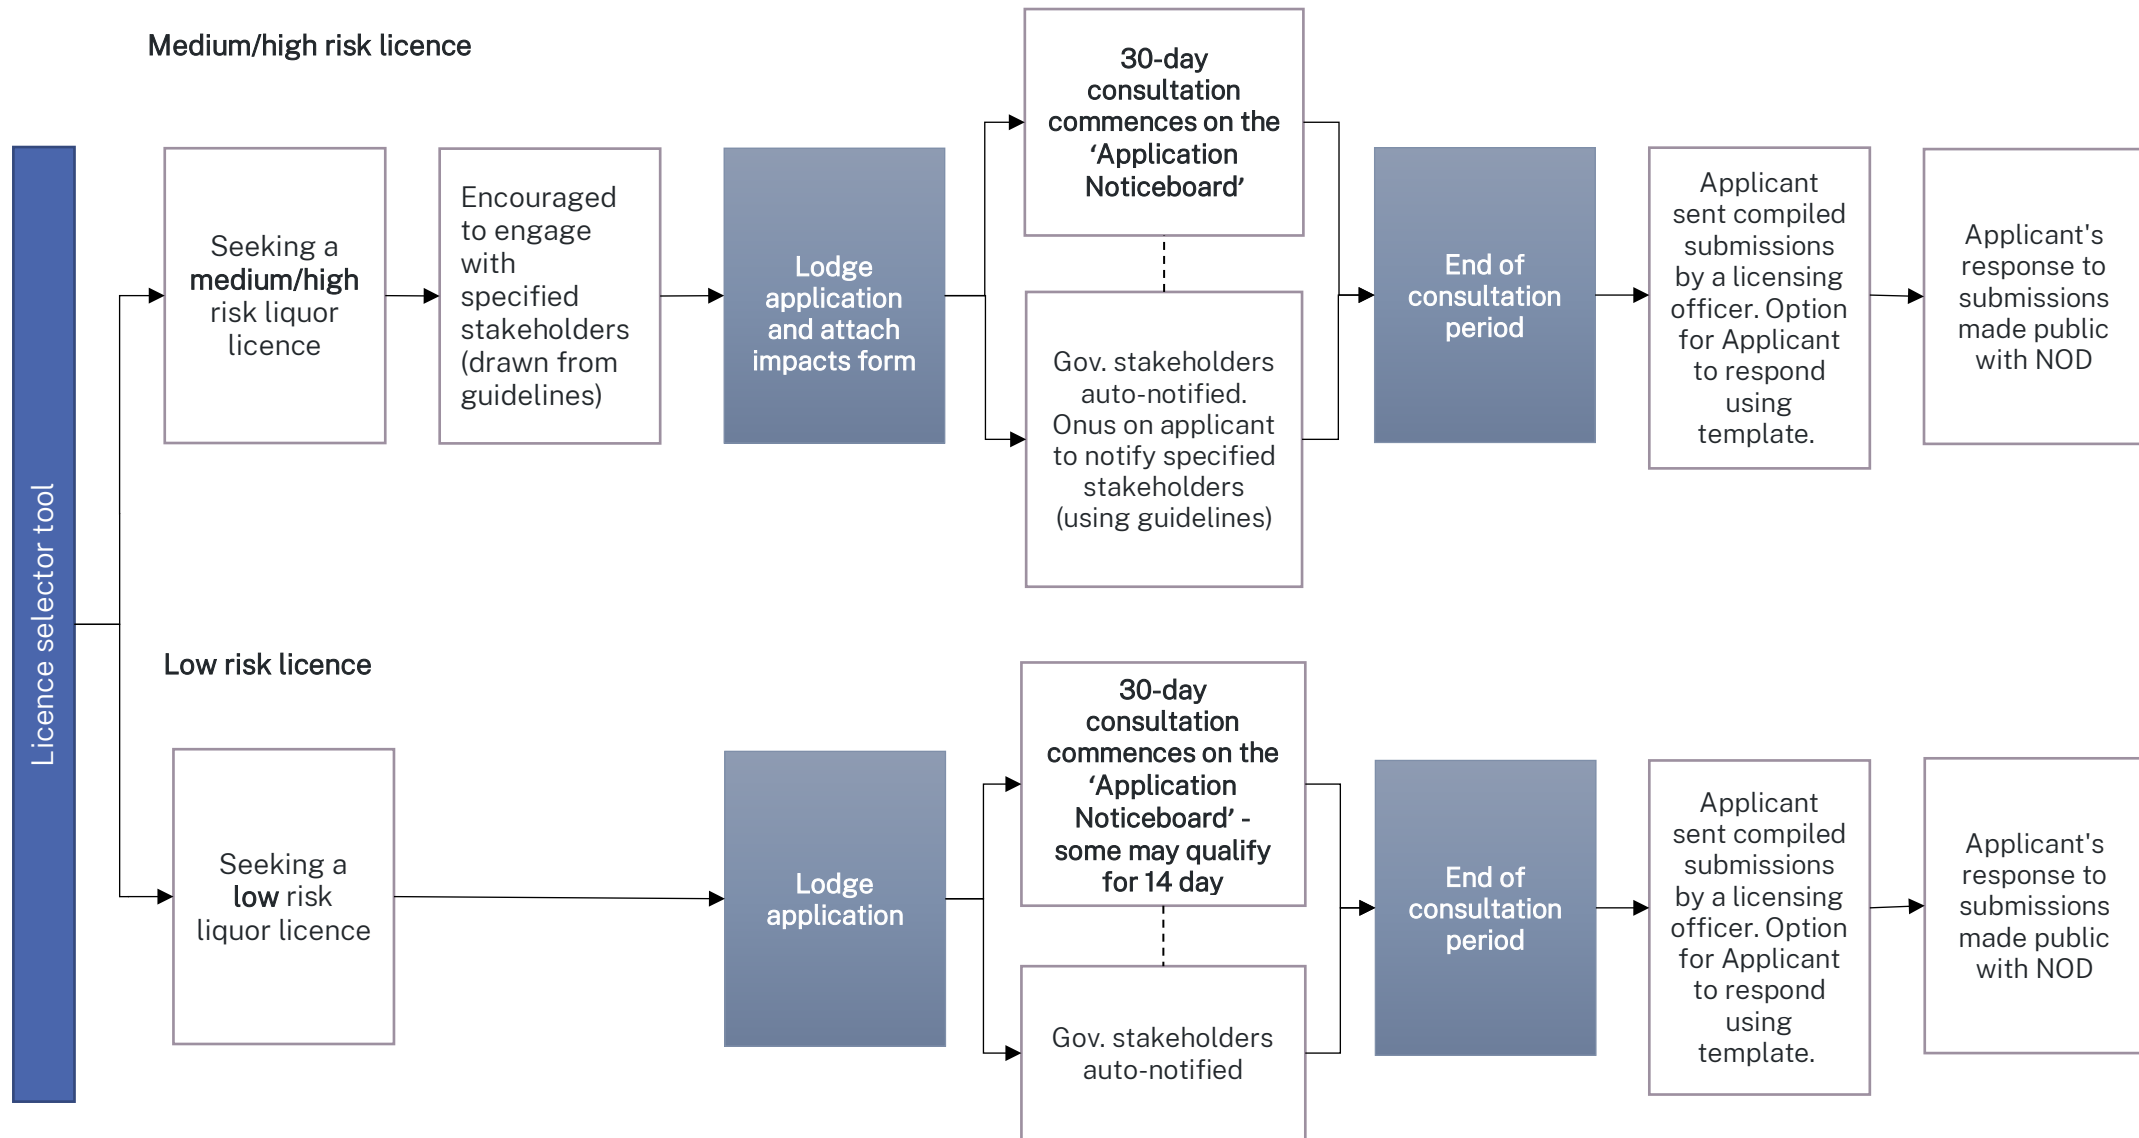 Medium/high risk licence
Licence selector tool
Seeking a
medium/high
risk liquor
licence
Encouraged
to engage
with
specified
stakeholders
(drawn from
guidelines)
Lodge
application
and attach
impacts form
30-day
consultation
commences on the
‘Application
Noticeboard’
Gov. stakeholders
auto-notified.
Onus on applicant
to notify specified
stakeholders
(using guidelines)
End of
consultation
period
Applicant
sent compiled
submissions
by a licensing
officer. Option
for Applicant
to respond
using
template.
Applicant's
response to
submissions
made public
with NOD
Low risk licence
Seeking a
low risk
liquor licence
Lodge
application
30-day
consultation
commences on the
‘Application
Noticeboard’ -
some may qualify
for 14 day
Gov. stakeholders
auto-notified
End of
consultation
period
Applicant
sent compiled
submissions
by a licensing
officer. Option
for Applicant
to respond
using
template.
Applicant's
response to
submissions
made public
with NOD